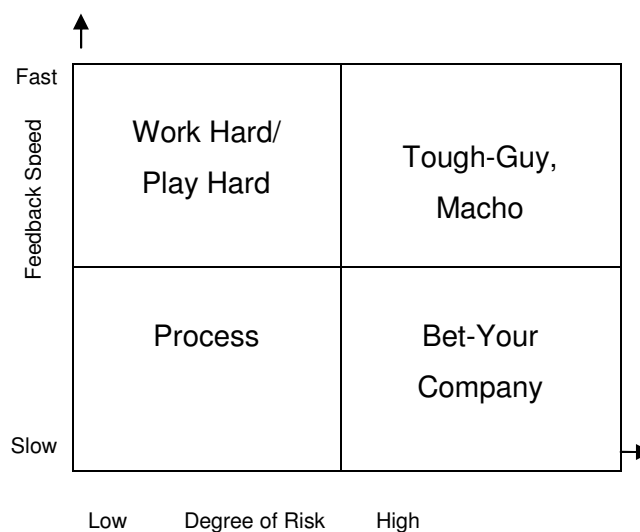 Fast
Feedback Speed
Work Hard/
Play Hard
Tough-Guy,
Macho
Process
Bet-Your
Company
Slow
Low Degree of Risk High